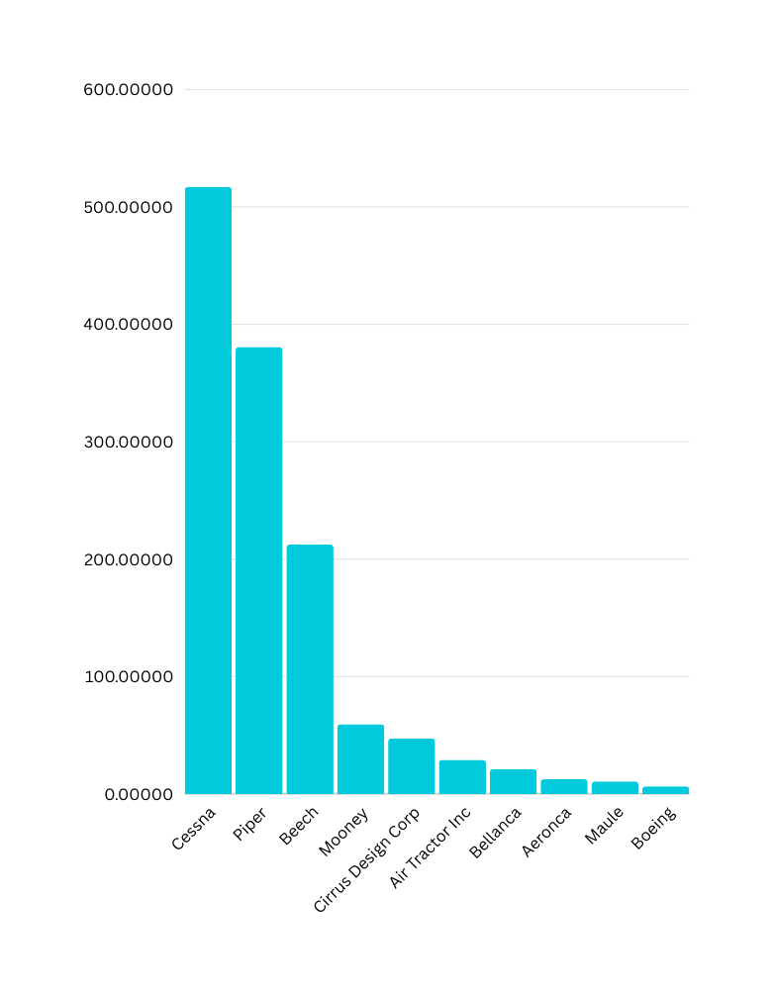 600.00000
500.00000
400.00000
300.00000
200.00000
100.00000
0.00000
Cessna
Piper
Beech
Mooney
Cirrus Design Corp
Air Tractor Inc
Bellanca
Aeronca
Maule
Boeing